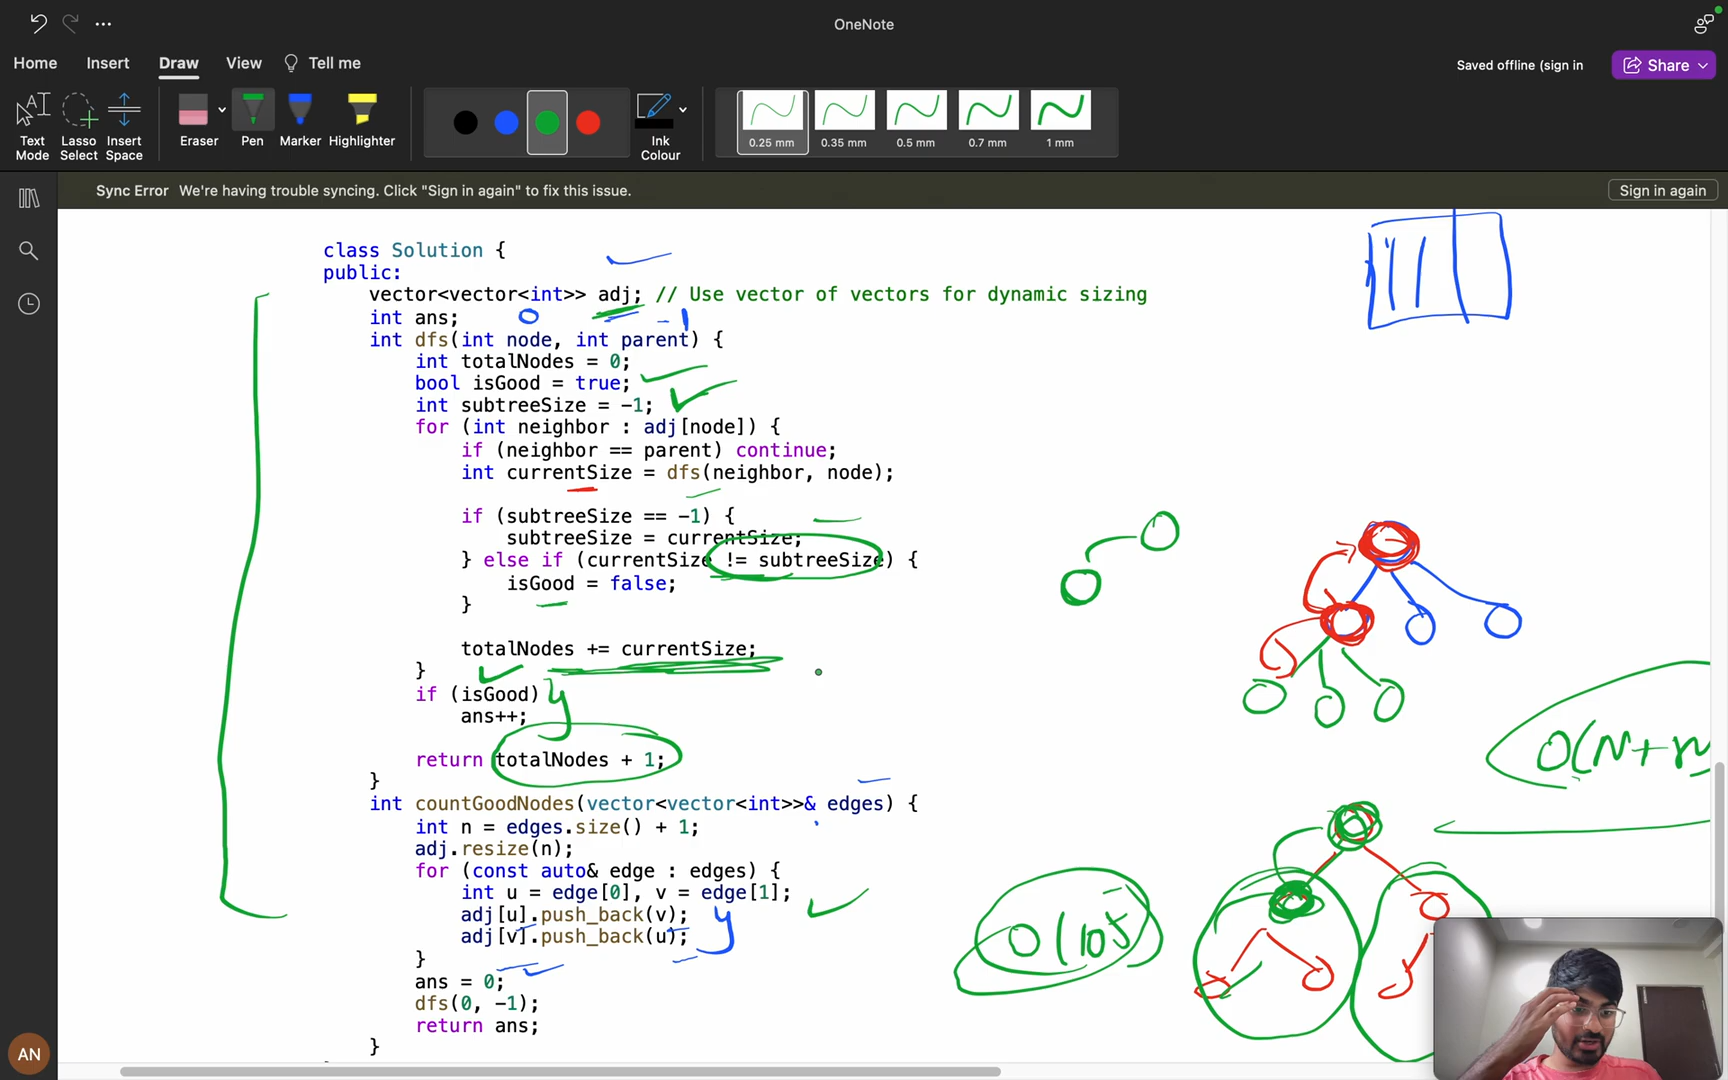 OneNote
Home Insert Draw View Tell me
Saved offline (sign in
Share
Text Mode
Lasso Select
Insert Space
Eraser
Pen
Marker
Highlighter
Ink Colour
0.25 mm
0.35 mm
0.5 mm
0.7 mm
1 mm
Sync Error We're having trouble syncing. Click "Sign in again" to fix this issue.
Sign in again
class Solution {
public:
vector<vector<int>> adj; // Use vector of vectors for dynamic sizing
int ans;
int dfs(int node, int parent) {
int totalNodes = 0;
bool isGood = true;
int subtreeSize = -1;
for (int neighbor : adj[node]) {
if (neighbor == parent) continue;
int currentSize = dfs(neighbor, node);
if (subtreeSize == -1) {
subtreeSize = currentSize;
} else if (currentSize != subtreeSize) {
isGood = false;
}
totalNodes += currentSize;
}
if (isGood)
ans++;
return totalNodes + 1;
}
int countGoodNodes(vector<vector<int>>& edges) {
int n = edges.size() + 1;
adj.resize(n);
for (const auto& edge : edges) {
int u = edge[0], v = edge[1];
adj[u].push_back(v);
adj[v].push_back(u);
}
ans = 0;
dfs(0, -1);
return ans;
}
O(N+
O(105)
AN